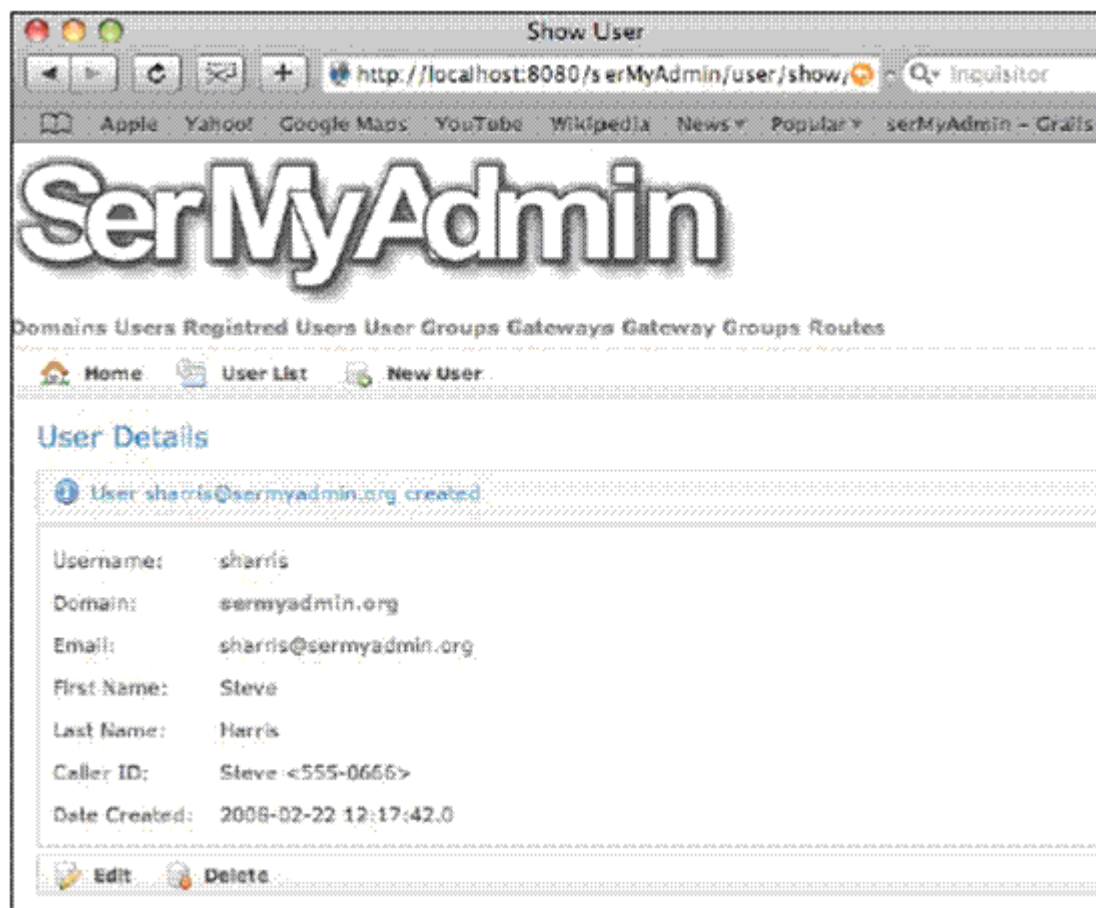 Show User
http://localhost:8080/serMyAdmin/user/show/
Inquisitor
Apple Yahoo! Google Maps YouTube Wikipedia News Popular serMyAdmin – Grails
SerMyAdmin
Domains Users Registred Users User Groups Gateways Gateway Groups Routes
Home User List New User
User Details
User sharris@sermyadmin.org created
Username: sharris
Domain: sermyadmin.org
Email: sharris@sermyadmin.org
First Name: Steve
Last Name: Harris
Caller ID: Steve <555-0666>
Date Created: 2008-02-22 12:17:42.0
Edit Delete